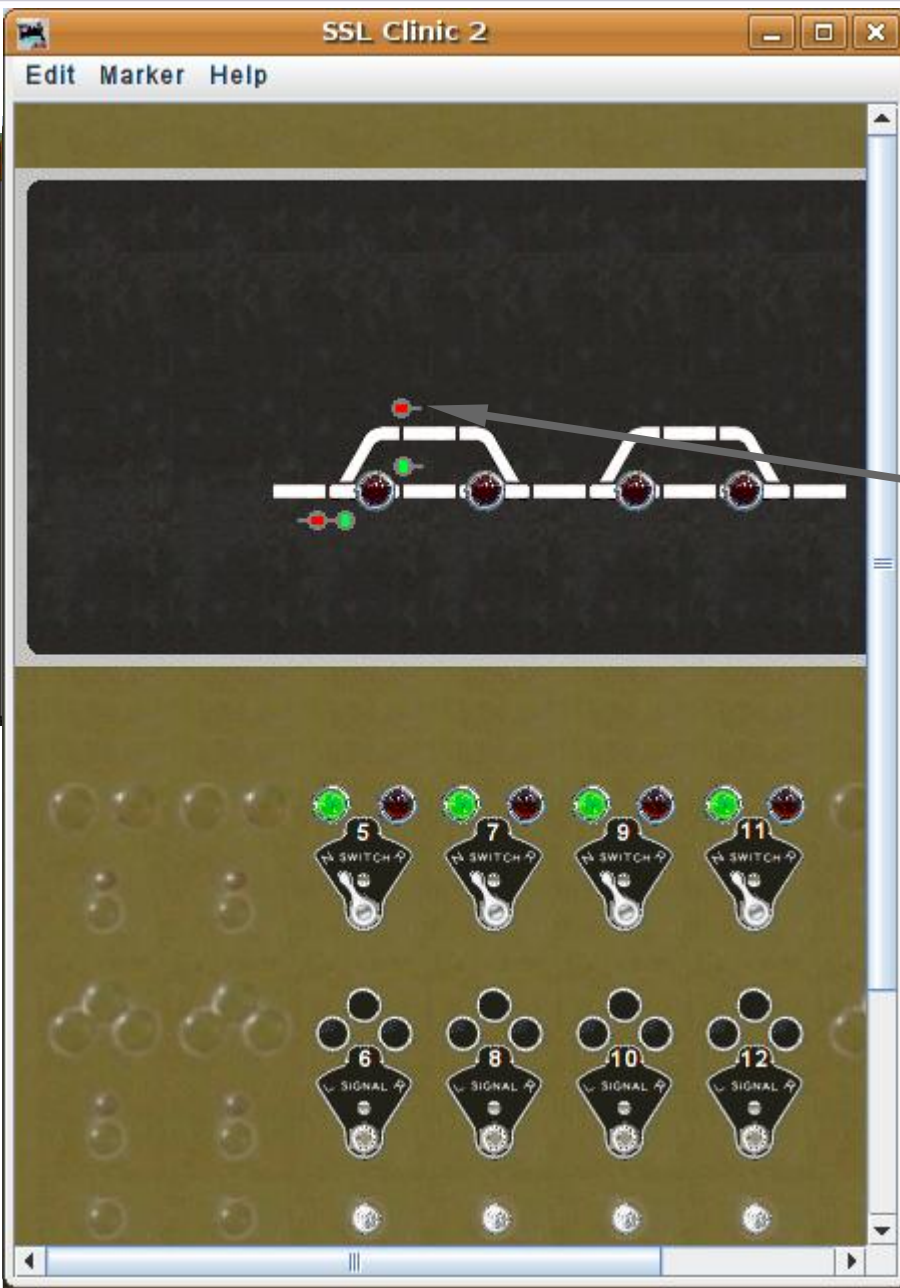 SSL Clinic 2
Edit Marker Help
5 7 9 11
N SWITCH R N SWITCH R N SWITCH R N SWITCH R
6 8 10 12
L SIGNAL R L SIGNAL R L SIGNAL R L SIGNAL R